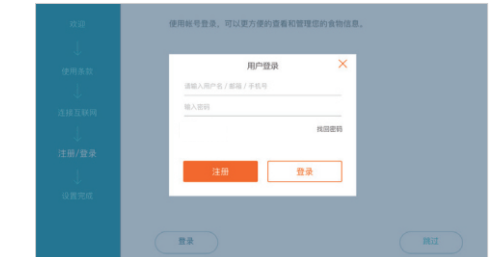 欢迎
使用条款
连接互联网
注册/登录
设置完成
使用帐号登录，可以更方便的查看和管理您的食物信息。
用户登录
请输入用户名 / 邮箱 / 手机号
输入密码
找回密码
注册
登录
登录
跳过